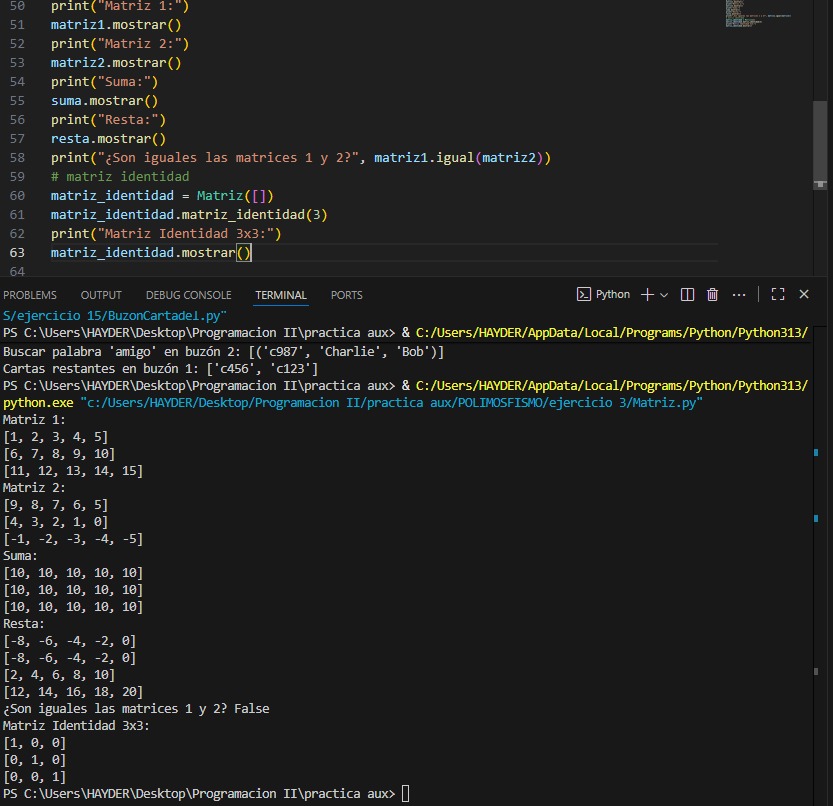 50 print("Matriz 1:")
51 matriz1.mostrar()
52 print("Matriz 2:")
53 matriz2.mostrar()
54 print("Suma:")
55 suma.mostrar()
56 print("Resta:")
57 resta.mostrar()
58 print("¿Son iguales las matrices 1 y 2?", matriz1.igual(matriz2))
59 # matriz identidad
60 matriz_identidad = Matriz([])
61 matriz_identidad.matriz_identidad(3)
62 print("Matriz Identidad 3x3:")
63 matriz_identidad.mostrar()
64
PROBLEMS OUTPUT DEBUG CONSOLE TERMINAL PORTS Python
S/ejercicio 15/BuzonCartade1.py"
PS C:\Users\HAYDER\Desktop\Programacion II\practica aux> & C:/Users/HAYDER/AppData/Local/Programs/Python/Python313/
Buscar palabra 'amigo' en buzón 2: [('c987', 'Charlie', 'Bob')]
Cartas restantes en buzón 1: ['c456', 'c123']
PS C:\Users\HAYDER\Desktop\Programacion II\practica aux> & C:/Users/HAYDER/AppData/Local/Programs/Python/Python313/
python.exe "c:/Users/HAYDER/Desktop/Programacion II/practica aux/POLIMOSFISMO/ejercicio 3/Matriz.py"
Matriz 1:
[1, 2, 3, 4, 5]
[6, 7, 8, 9, 10]
[11, 12, 13, 14, 15]
Matriz 2:
[9, 8, 7, 6, 5]
[4, 3, 2, 1, 0]
[-1, -2, -3, -4, -5]
Suma:
[10, 10, 10, 10, 10]
[10, 10, 10, 10, 10]
[10, 10, 10, 10, 10]
Resta:
[-8, -6, -4, -2, 0]
[-8, -6, -4, -2, 0]
[2, 4, 6, 8, 10]
[12, 14, 16, 18, 20]
¿Son iguales las matrices 1 y 2? False
Matriz Identidad 3x3:
[1, 0, 0]
[0, 1, 0]
[0, 0, 1]
PS C:\Users\HAYDER\Desktop\Programacion II\practica aux>